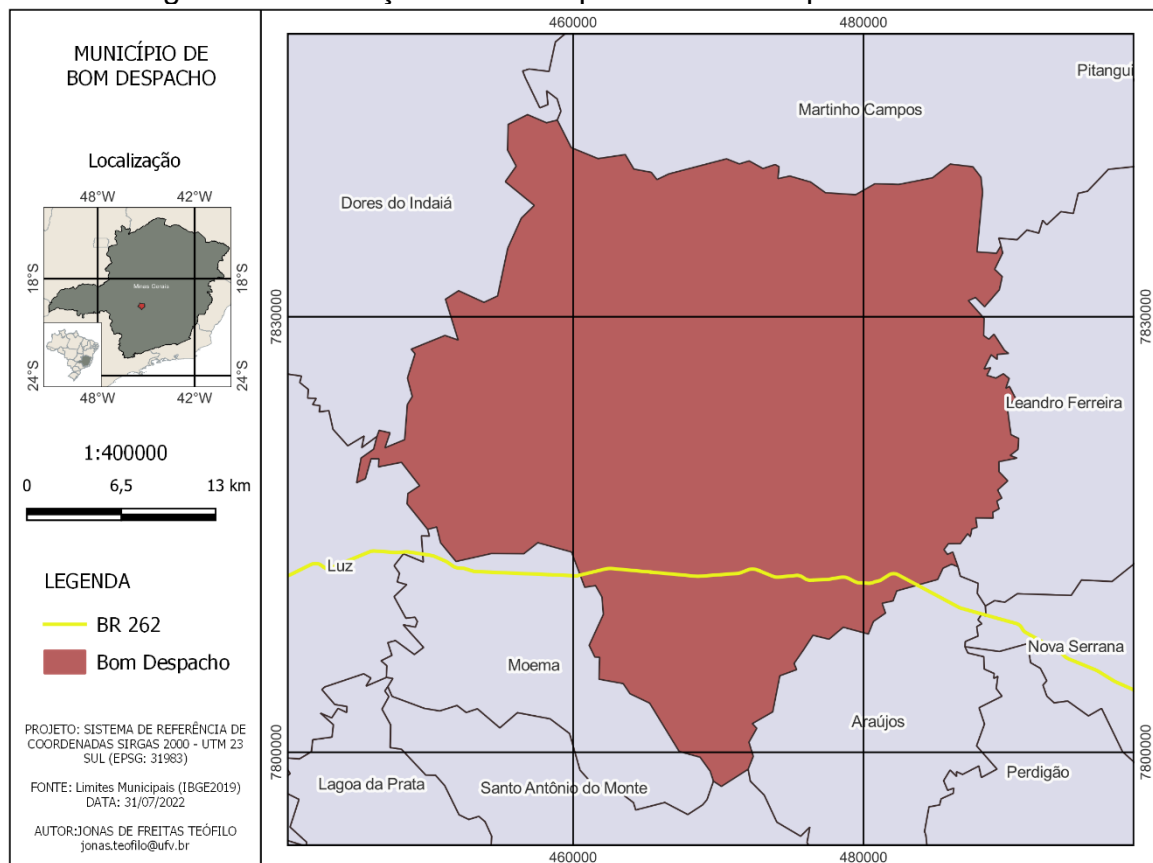 MUNICÍPIO DE
BOM DESPACHO
Localização
48°W 42°W
18°S 18°S
Minas Gerais
24°S 24°S
48°W 42°W
1:400000
0 6,5 13 km
LEGENDA
BR 262
Bom Despacho
PROJETO: SISTEMA DE REFERÊNCIA DE
COORDENADAS SIRGAS 2000 - UTM 23
SUL (EPSG: 31983)
FONTE: Limites Municipais (IBGE2019)
DATA: 31/07/2022
AUTOR:JONAS DE FREITAS TEÓFILO
jonas.teofilo@ufv.br
460000 480000
Pitangui
Martinho Campos
Dores do Indaiá
7830000 7830000
Leandro Ferreira
Luz
Nova Serrana
Moema
Araújos
7800000 7800000
Perdigão
Lagoa da Prata
Santo Antônio do Monte
460000 480000